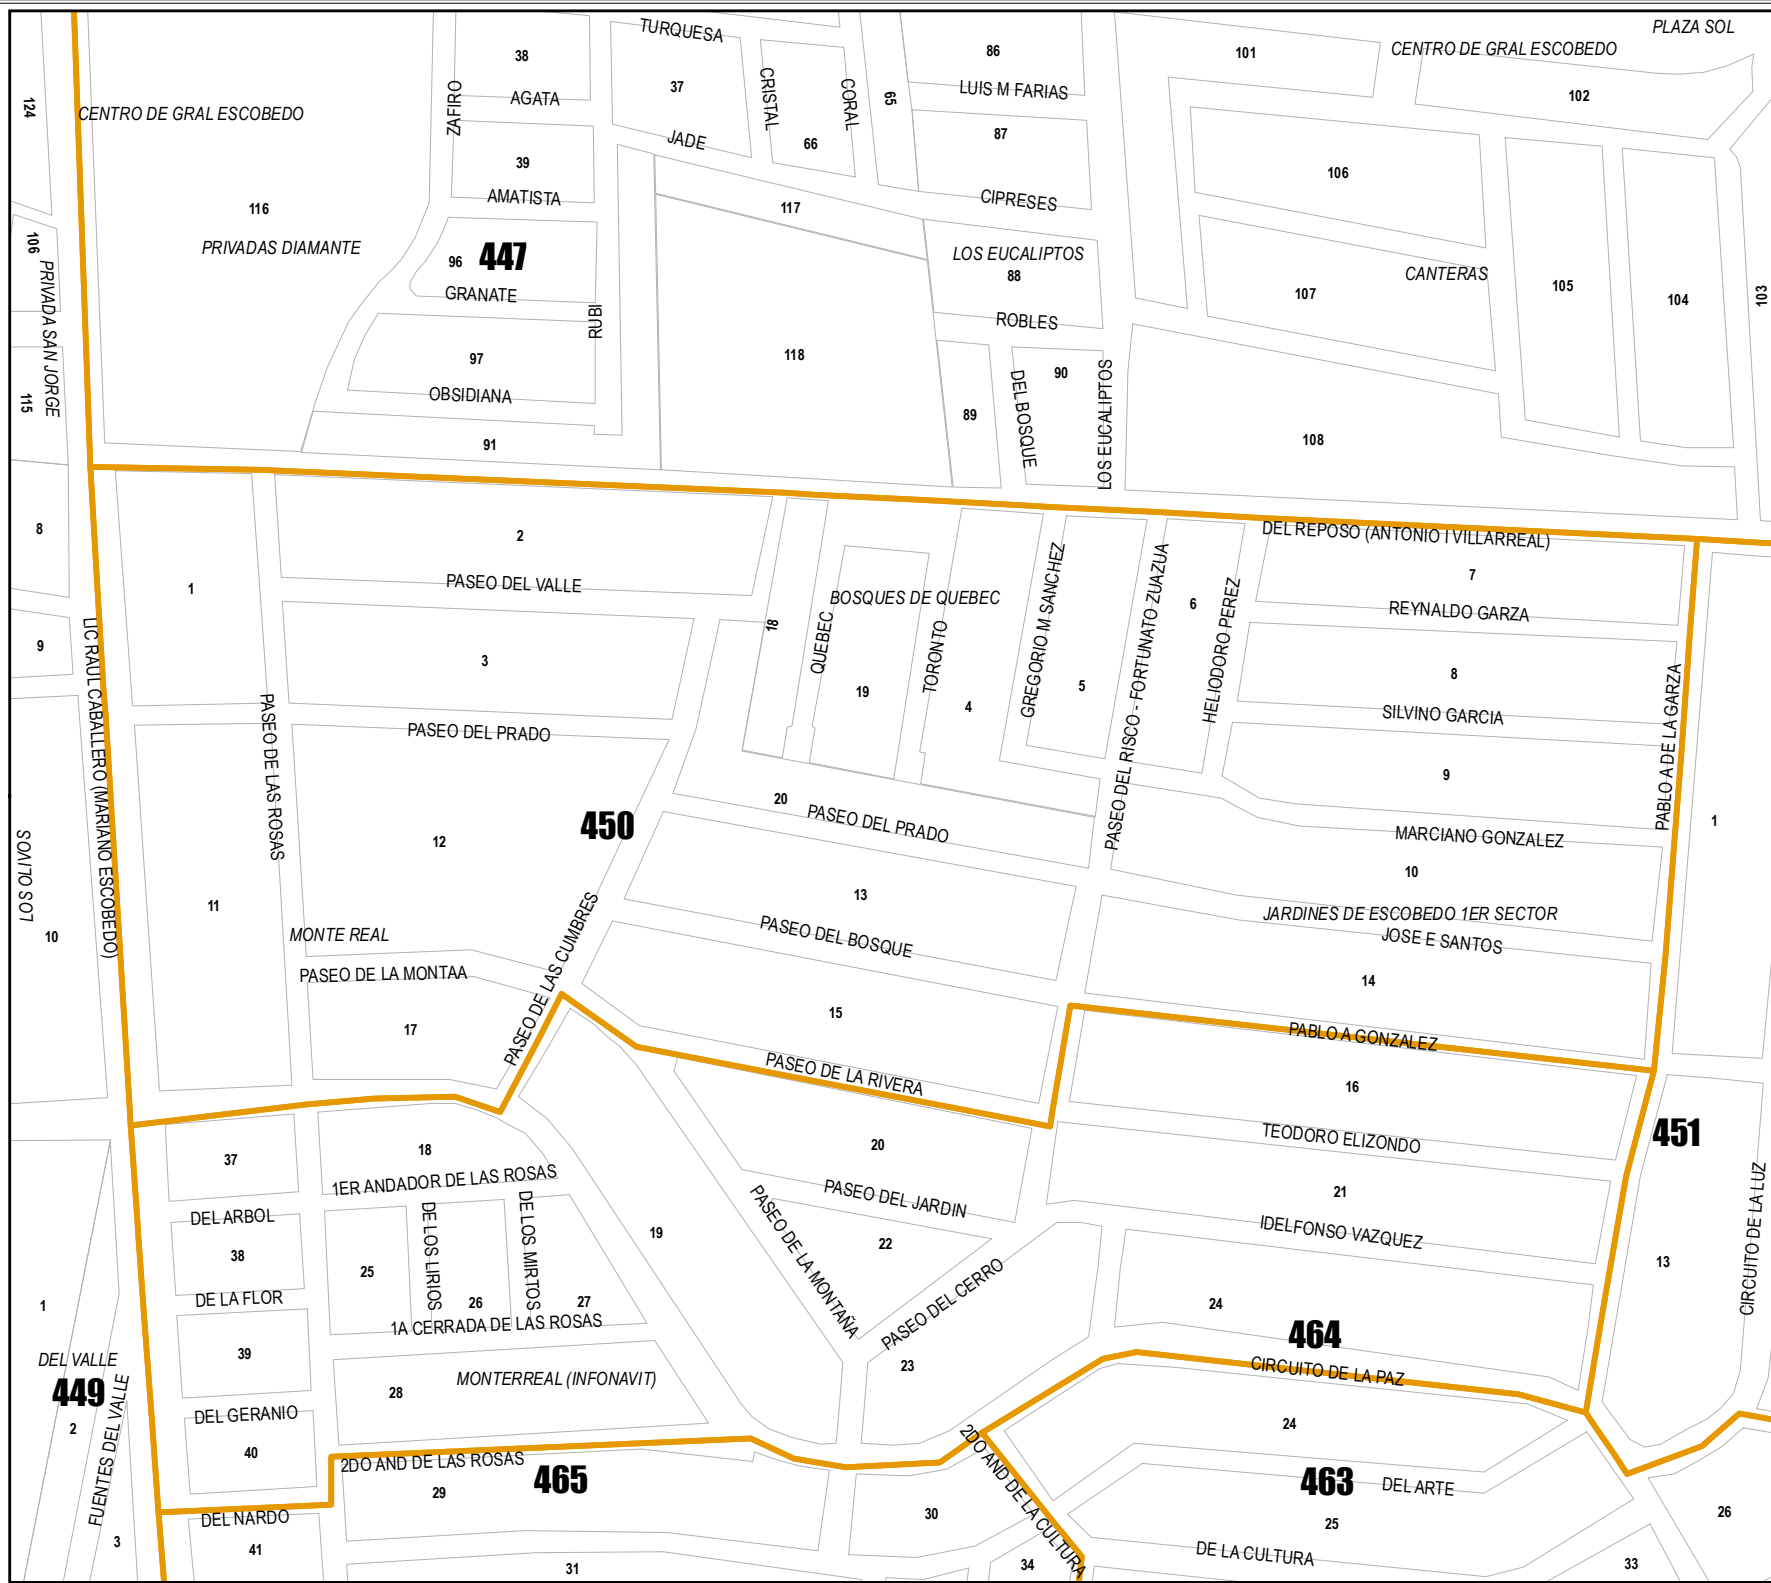 TURQUESA
PLAZA SOL
CENTRO DE GRAL ESCOBEDO
38
37
86
101
102
AGATA
ZAFIRO
CRISTAL
CORAL
65
LUIS M FARIAS
124
CENTRO DE GRAL ESCOBEDO
JADE
66
87
39
106
AMATISTA
117
CIPRESES
116
PRIVADAS DIAMANTE
447
96
LOS EUCALIPTOS
88
CANTERAS
106
PRIVADA SAN JORGE
GRANATE
RUBI
107
105
104
103
ROBLES
97
118
90
OBSIDIANA
DEL BOSQUE
LOS EUCALIPTOS
115
89
91
108
8
2
DEL REPOSO (ANTONIO I VILLARREAL)
1
PASEO DEL VALLE
7
REYNALDO GARZA
BOSQUES DE QUEBEC
6
18
QUEBEC
TORONTO
GREGORIO M SANCHEZ
PASEO DEL RISCO - FORTUNATO ZUAZUA
HELIODORO PEREZ
9
LIC RAUL CABALLERO (MARIANO ESCOBEDO)
3
19
4
5
8
SILVINO GARCIA
PABLO A DE LA GARZA
PASEO DE LAS ROSAS
PASEO DEL PRADO
9
20
PASEO DEL PRADO
450
MARCIANO GONZALEZ
1
12
LOS OLIVOS
10
11
13
10
JARDINES DE ESCOBEDO 1ER SECTOR
MONTE REAL
PASEO DEL BOSQUE
JOSE E SANTOS
PASEO DE LA MONTAA
PASEO DE LAS CUMBRES
14
17
15
PABLO A GONZALEZ
PASEO DE LA RIVERA
16
TEODORO ELIZONDO
451
37
18
20
1ER ANDADOR DE LAS ROSAS
PASEO DEL JARDIN
21
DEL ARBOL
DE LOS LIRIOS
DE LOS MIRTOS
PASEO DE LA MONTAÑA
IDELFONSO VAZQUEZ
CIRCUITO DE LA LUZ
19
22
38
25
13
DE LA FLOR
26
27
PASEO DEL CERRO
24
1
1A CERRADA DE LAS ROSAS
464
39
23
CIRCUITO DE LA PAZ
DEL VALLE
449
28
MONTERREAL (INFONAVIT)
DEL GERANIO
2
FUENTES DEL VALLE
24
40
2DO AND DE LAS ROSAS
465
2DO AND DE LA CULTURA
463
DEL ARTE
29
DEL NARDO
30
25
26
3
41
31
34
DE LA CULTURA
33